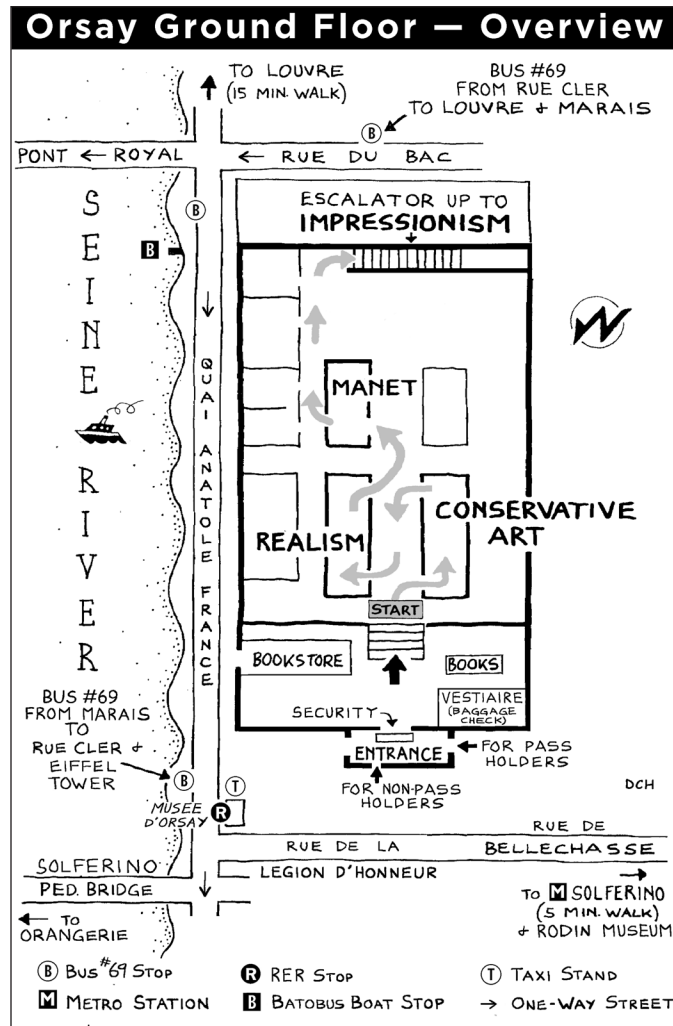 Orsay Ground Floor — Overview
TO LOUVRE
(15 MIN. WALK)
BUS #69
FROM RUE CLER
TO LOUVRE & MARAIS
B
PONT ← ROYAL
← RUE DU BAC
B
B
SEINE RIVER
QUAI ANATOLE FRANCE
ESCALATOR UP TO
IMPRESSIONISM
N
MANET
CONSERVATIVE
ART
REALISM
START
BOOKSTORE
BOOKS
VESTIAIRE
(BAGGAGE
CHECK)
SECURITY
ENTRANCE
FOR PASS
HOLDERS
FOR NON-PASS
HOLDERS
DCH
BUS #69
FROM MARAIS
TO
RUE CLER &
EIFFEL
TOWER
B
T
MUSEE
D'ORSAY
R
RUE DE LA
LEGION D'HONNEUR
RUE DE
BELLECHASSE
SOLFERINO
PED. BRIDGE
← TO
ORANGERIE
TO M SOLFERINO
(5 MIN. WALK)
& RODIN MUSEUM
B BUS #69 STOP
R RER STOP
T TAXI STAND
M METRO STATION
B BATOBUS BOAT STOP
→ ONE-WAY STREET